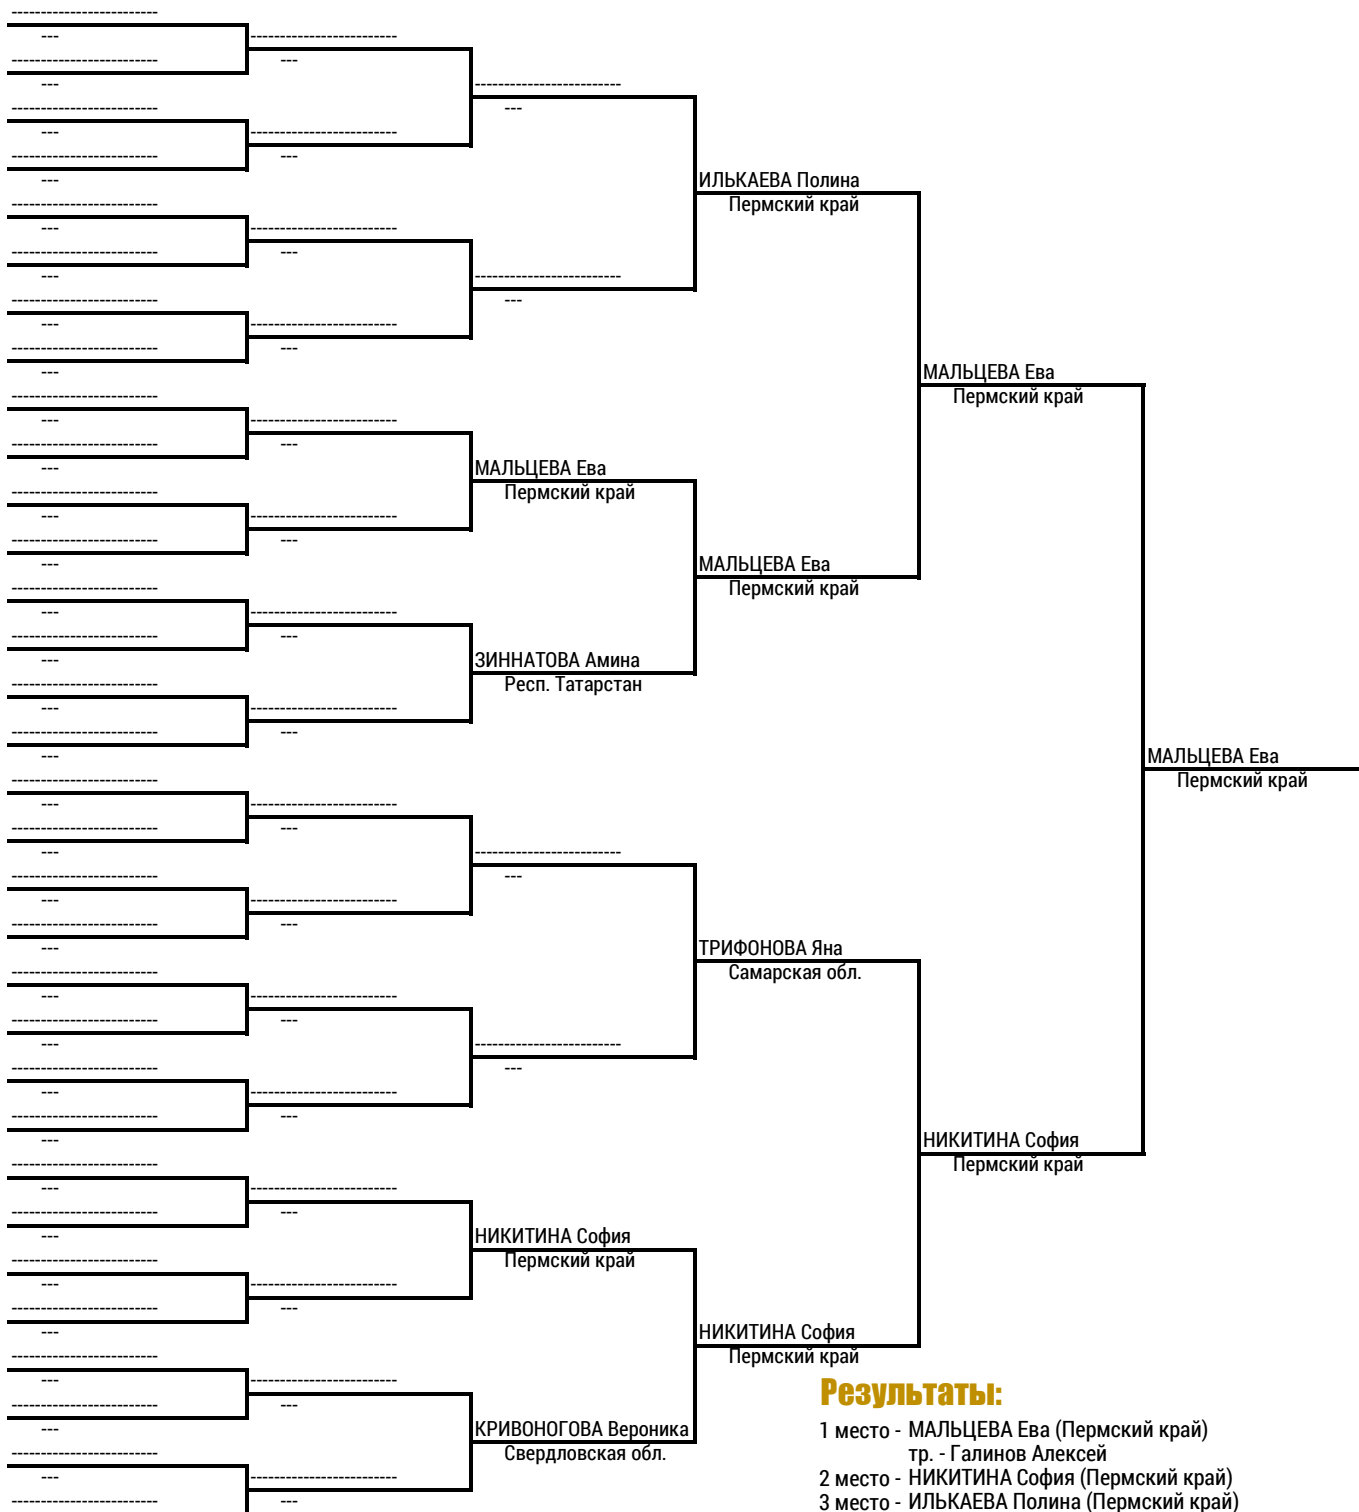 ИЛЬКАЕВА Полина
Пермский край
МАЛЬЦЕВА Ева
Пермский край
МАЛЬЦЕВА Ева
Пермский край
МАЛЬЦЕВА Ева
Пермский край
ЗИННАТОВА Амина
Респ. Татарстан
МАЛЬЦЕВА Ева
Пермский край
ТРИФОНОВА Яна
Самарская обл.
НИКИТИНА София
Пермский край
НИКИТИНА София
Пермский край
НИКИТИНА София
Пермский край
Результаты:
КРИВОНОГОВА Вероника
Свердловская обл.
1 место - МАЛЬЦЕВА Ева (Пермский край)
тр. - Галинов Алексей
2 место - НИКИТИНА София (Пермский край)
3 место - ИЛЬКАЕВА Полина (Пермский край)